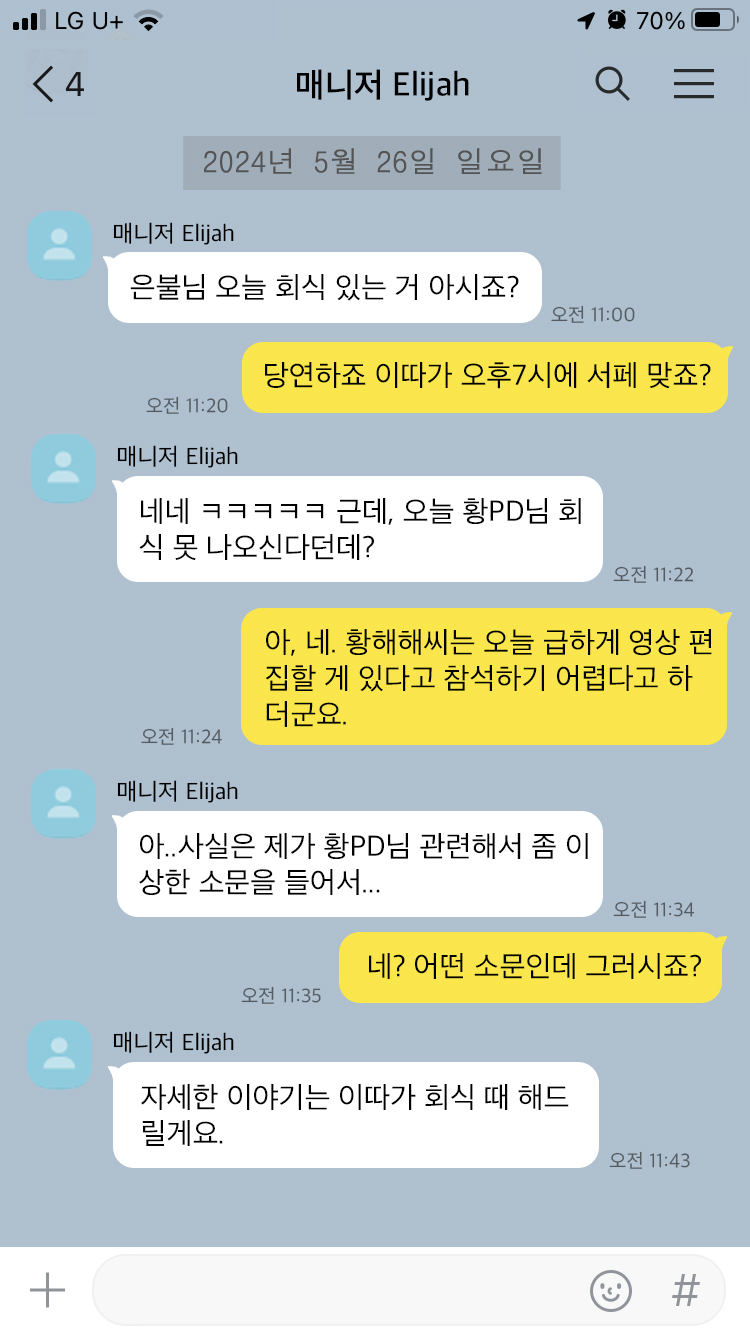 LG U+ 70%
4 매니저 Elijah
2024년 5월 26일 일요일
매니저 Elijah
은불님 오늘 회식 있는 거 아시죠?
오전 11:00
당연하죠 이따가 오후7시에 서페 맞죠?
오전 11:20
매니저 Elijah
네네 ㅋㅋㅋㅋㅋ 근데, 오늘 황PD님 회
식 못 나오신다던데?
오전 11:22
아, 네. 황해해씨는 오늘 급하게 영상 편
집할 게 있다고 참석하기 어렵다고 하
더군요.
오전 11:24
매니저 Elijah
아..사실은 제가 황PD님 관련해서 좀 이
상한 소문을 들어서...
오전 11:34
네? 어떤 소문인데 그러시죠?
오전 11:35
매니저 Elijah
자세한 이야기는 이따가 회식 때 해드
릴게요.
오전 11:43
#